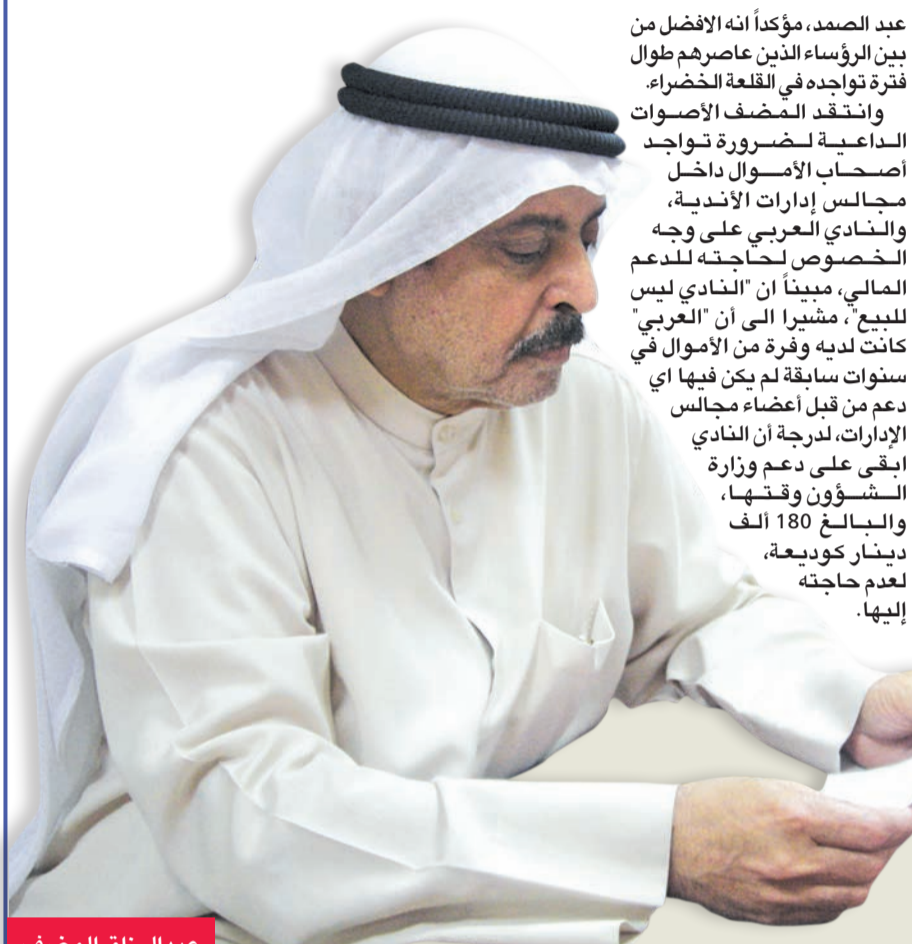 عبد الصمد، مؤكداً انه الافضل من
بين الرؤساء الذين عاصرهم طوال
فترة تواجده في القلعة الخضراء.
وانتقد المضف الأصوات
الداعية لضرورة تواجد
أصحاب الأموال داخل
مجالس إدارات الأندية،
والنادي العربي على وجه
الخصوص لحاجته للدعم
المالي، مبيناً ان "النادي ليس
للبيع"، مشيرا الى أن "العربي"
كانت لديه وفرة من الأموال في
سنوات سابقة لم يكن فيها اي
دعم من قبل أعضاء مجالس
الإدارات، لدرجة أن النادي
ابقى على دعم وزارة
الشؤون وقتها،
والبالغ 180 ألف
دينار كوديعة،
لعدم حاجته
إليها.